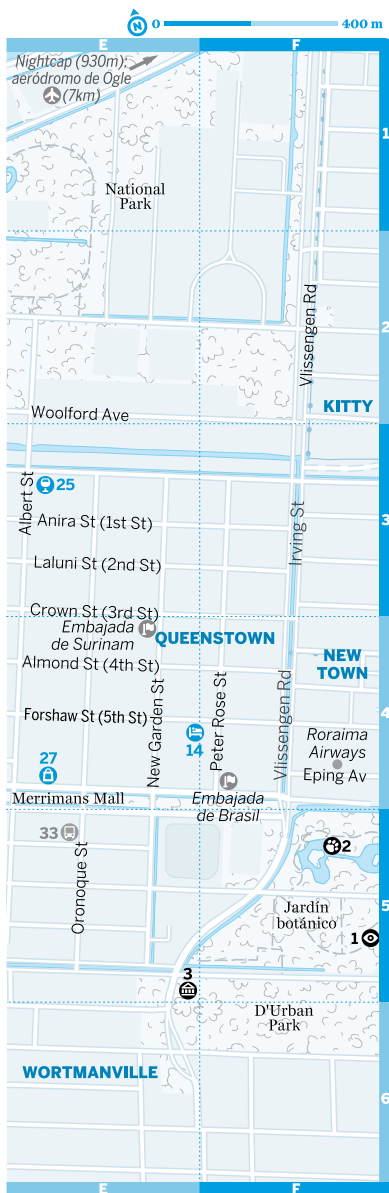 N 0 400 m
E F
Nightcap (930m);
aeródromo de Ogle
(7km)
1
National
Park
2
Vlissengen Rd
KITTY
Woolford Ave
Albert St
25
3
Anira St (1st St)
Irving St
Laluni St (2nd St)
Crown St (3rd St)
Embajada
de Surinam
QUEENSTOWN
Almond St (4th St)
NEW
TOWN
New Garden St
Peter Rose St
Vlissengen Rd
4
Forshaw St (5th St)
14
Roraima
Airways
27
Eping Av
Merrimans Mall
Embajada
de Brasil
33
2
Oronoque St
5
Jardín
botánico
1
3
D'Urban
Park
WORTMANVILLE
6
E F